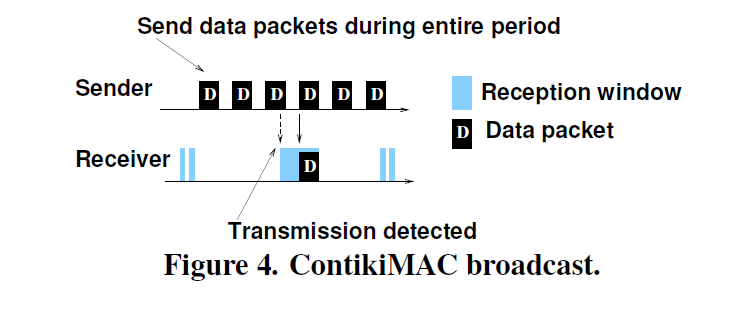 Send data packets during entire period
Sender
D D D D D D
Reception window
D Data packet
Receiver
D
Transmission detected
Figure 4. ContikiMAC broadcast.